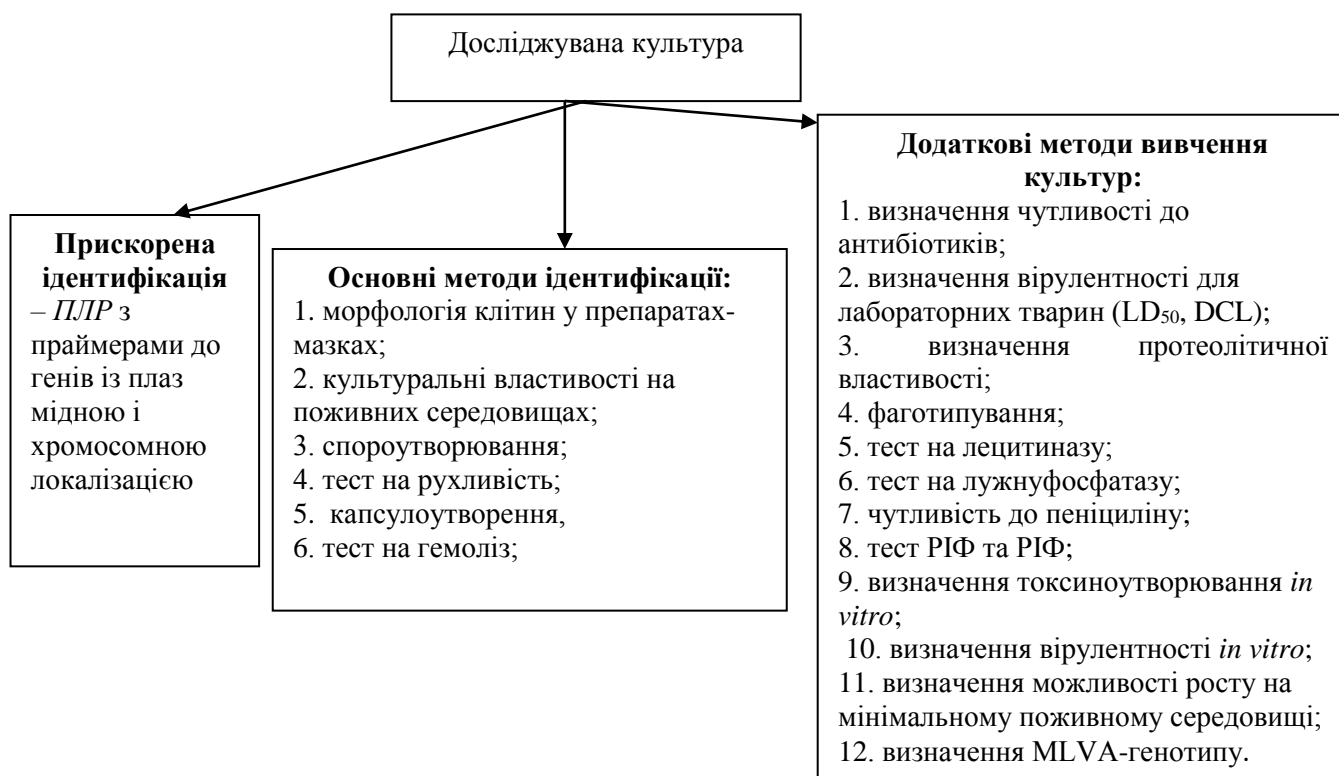 Досліджувана культура
Прискорена
ідентифікація
– ПЛР з
праймерами до
генів із плаз
мідною і
хромосомною
локалізацією
Основні методи ідентифікації:
1. морфологія клітин у препаратах-
мазках;
2. культуральні властивості на
поживних середовищах;
3. спороутворювання;
4. тест на рухливість;
5. капсулоутворення,
6. тест на гемоліз;
Додаткові методи вивчення
культур:
1. визначення чутливості до
антибіотиків;
2. визначення вірулентності для
лабораторних тварин (LD₅₀, DCL);
3. визначення протеолітичної
властивості;
4. фаготипування;
5. тест на лецитиназу;
6. тест на лужнуфосфатазу;
7. чутливість до пеніциліну;
8. тест РІФ та РІФ;
9. визначення токсиноутворювання in
vitro;
10. визначення вірулентності in vitro;
11. визначення можливості росту на
мінімальному поживному середовищі;
12. визначення MLVA-генотипу.